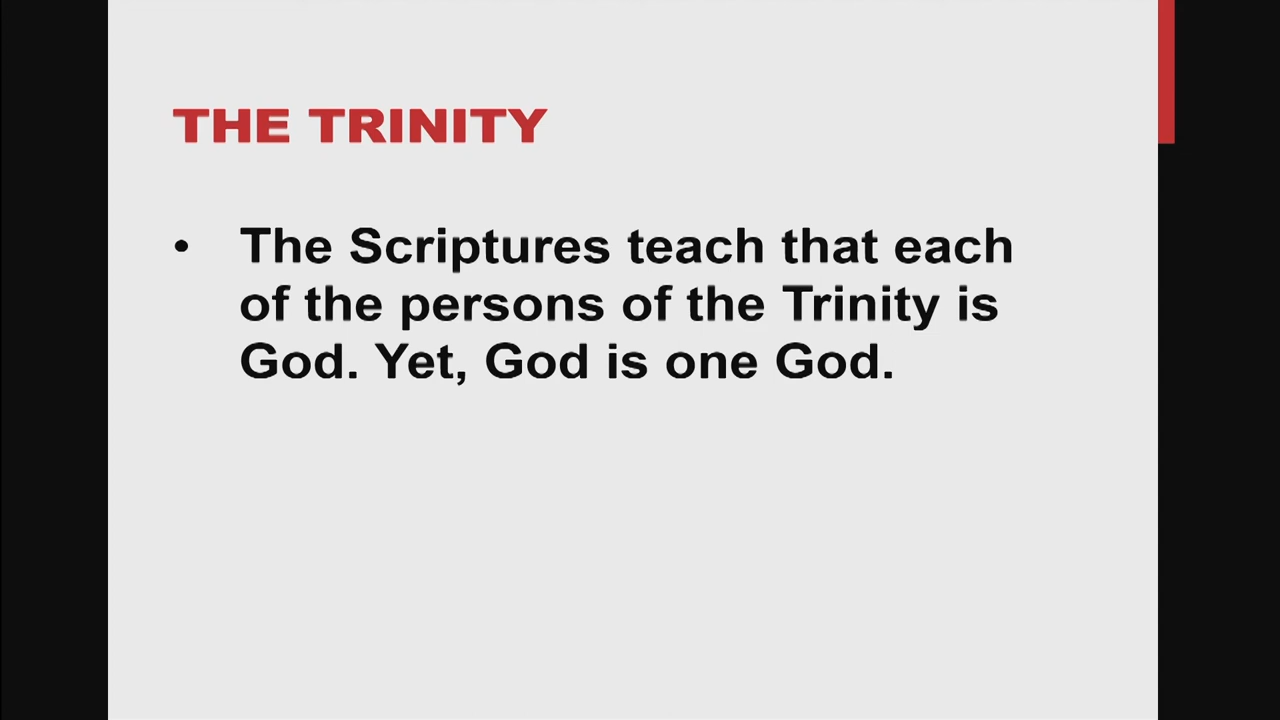 THE TRINITY
• The Scriptures teach that each
of the persons of the Trinity is
God. Yet, God is one God.